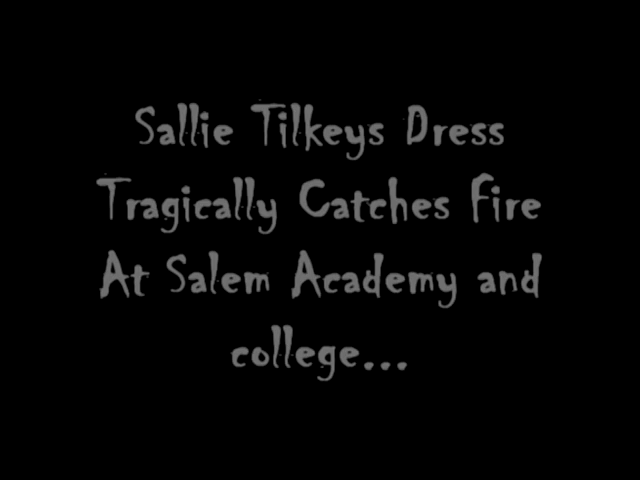 Sallie Tilkeys Dress
Tragically Catches Fire
At Salem Academy and
college...